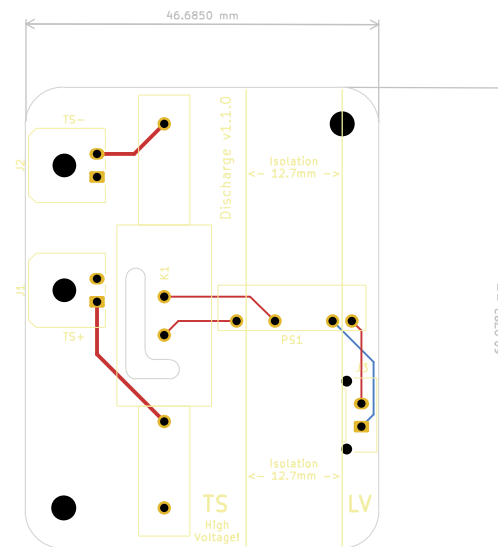 46.6850 mm
TS-
J2
Discharge v1.1.0
Isolation
<- 12.7mm ->
K1
J1
TS+
PS1
J3
Isolation
<- 12.7mm ->
TS
High
Voltage!
LV